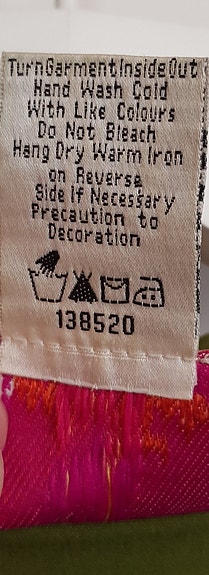 TurnGarmentInsideOut
Hand Wash Cold
With Like Colours
Do Not Bleach
Hang Dry Warm Iron
on Reverse
Side If Necessary
Precaution to
Decoration
138520